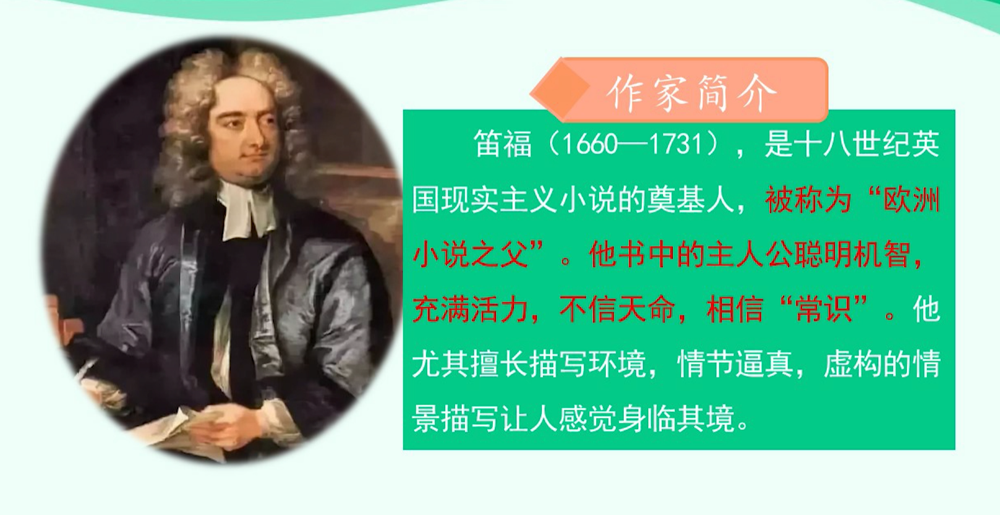 作家简介
笛福（1660—1731），是十八世纪英
国现实主义小说的奠基人，被称为“欧洲
小说之父”。他书中的主人公聪明机智，
充满活力，不信天命，相信“常识”。他
尤其擅长描写环境，情节逼真，虚构的情
景描写让人感觉身临其境。